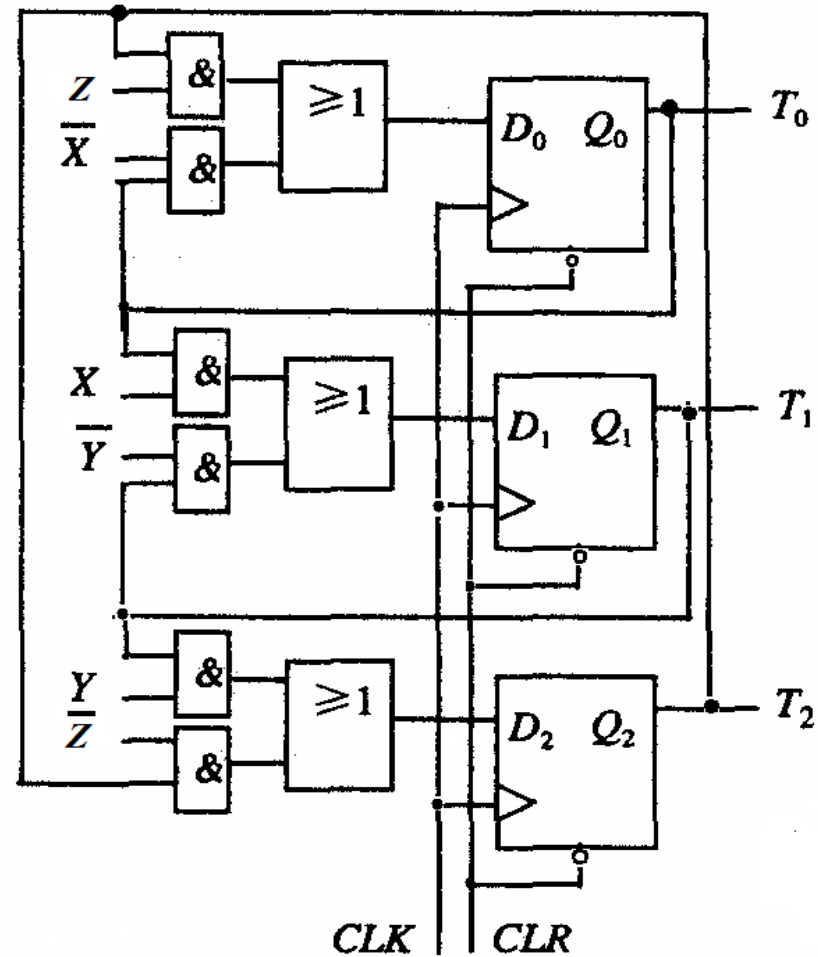 &
Z
≥1
T₀
D₀ Q₀
X̅
&
&
X
≥1
T₁
D₁ Q₁
Y̅
&
&
Y
≥1
T₂
Z̅
D₂ Q₂
&
CLK CLR